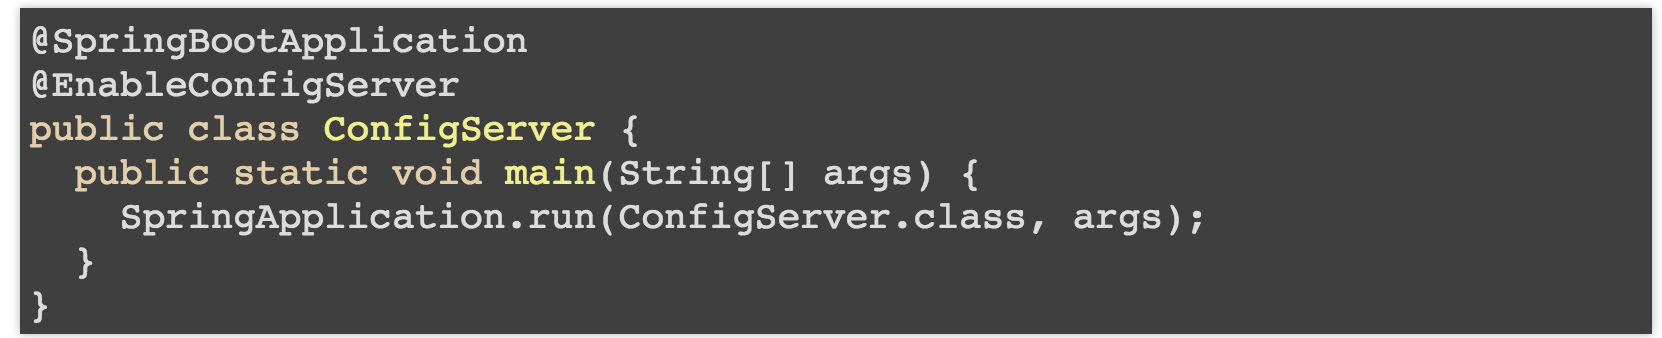 @SpringBootApplication
@EnableConfigServer
public class ConfigServer {
  public static void main(String[] args) {
    SpringApplication.run(ConfigServer.class, args);
  }
}